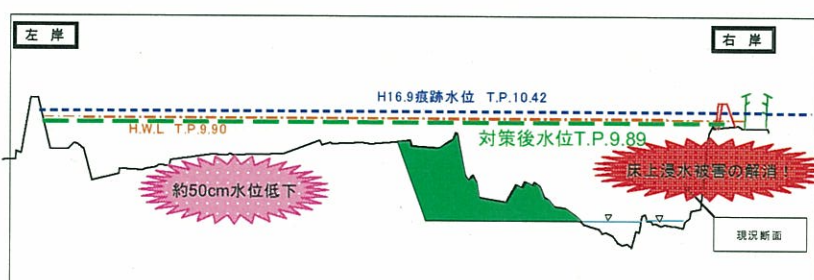 左 岸
右 岸
H16.9痕跡水位 T.P.10.42
H.W.L T.P.9.90
対策後水位T.P.9.89
約50cm水位低下
床上浸水被害の解消！
現況断面